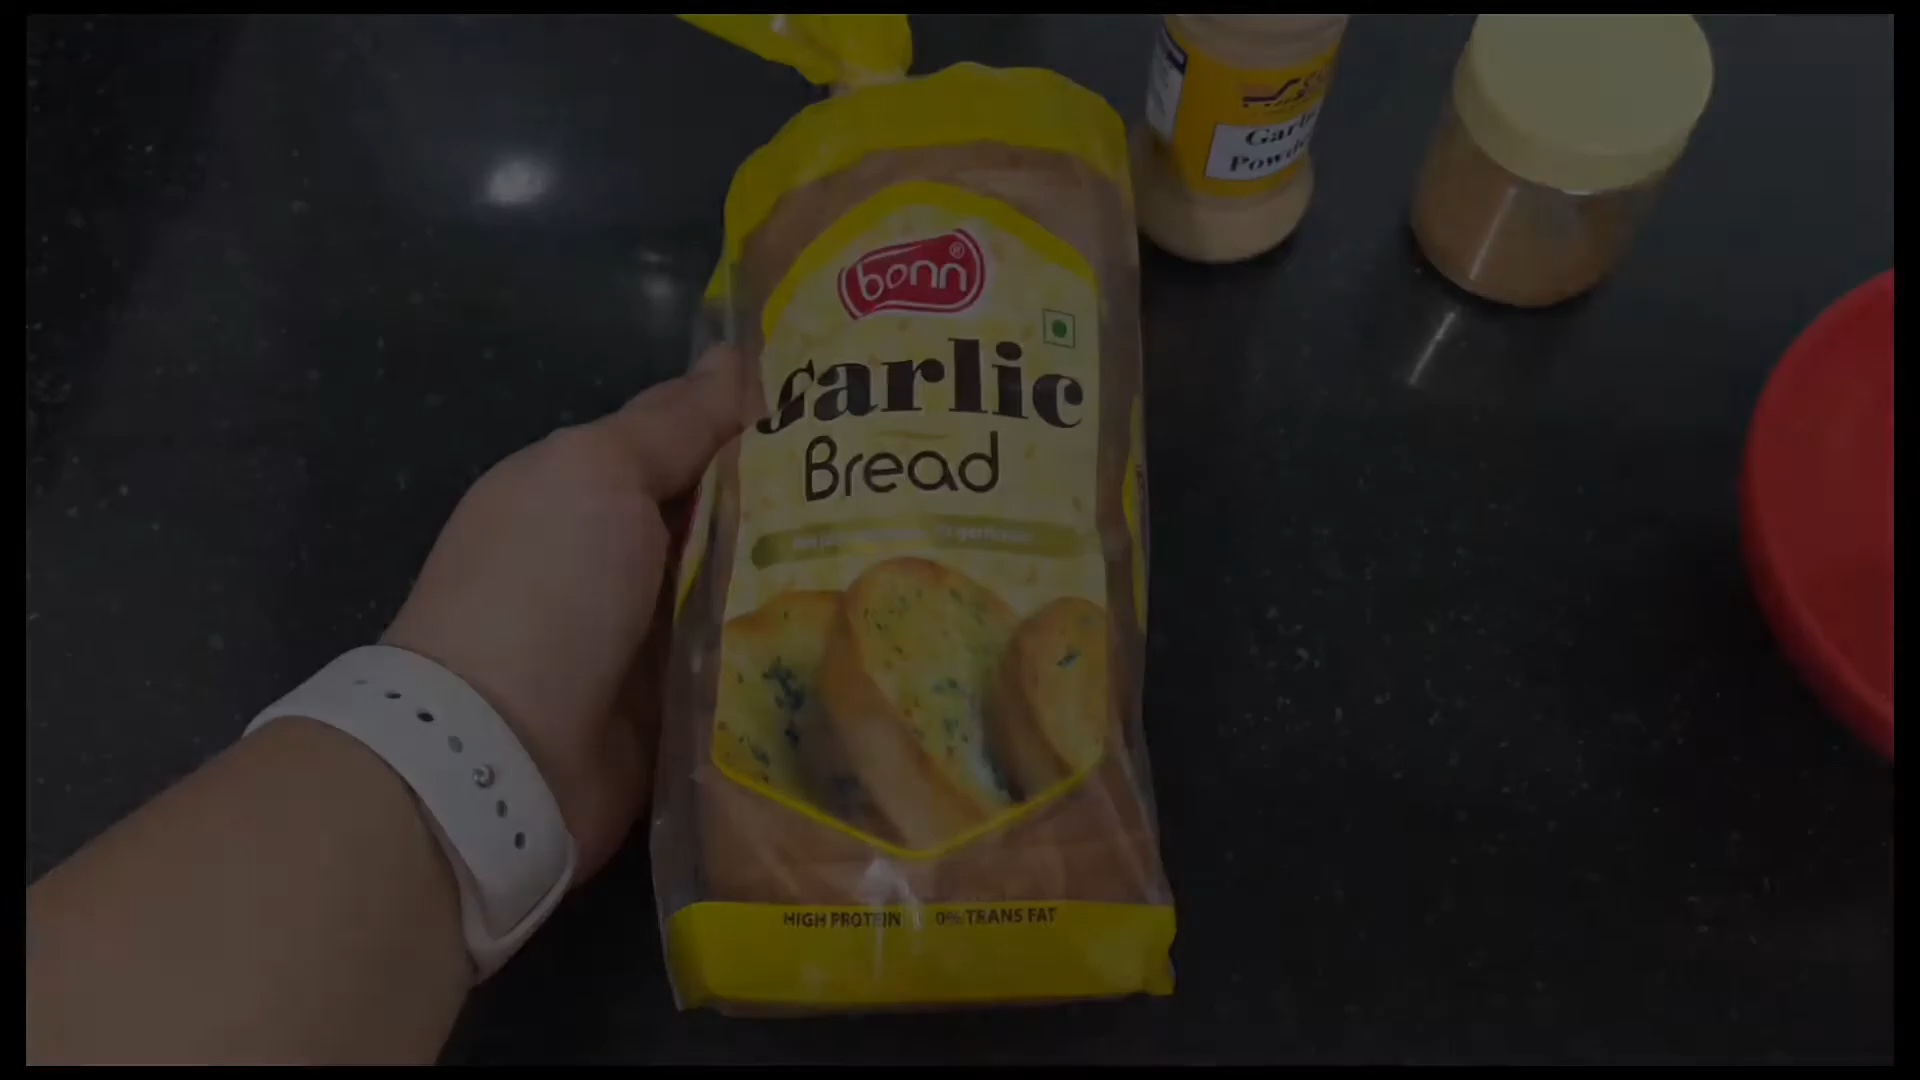 bonn®
Garlic
Bread
HIGH PROTEIN | 0% TRANS FAT
Garlic
Powder